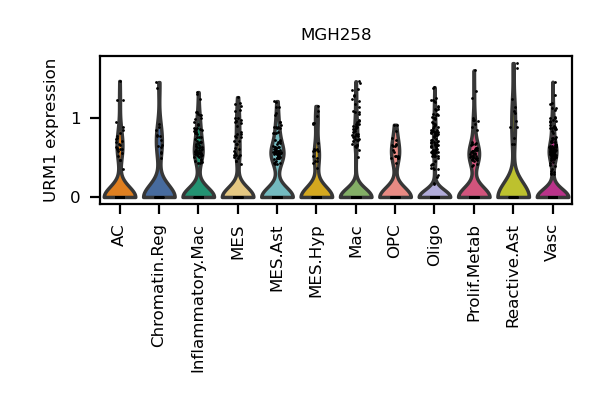 MGH258
URM1 expression
1
0
AC
Chromatin.Reg
Inflammatory.Mac
MES
MES.Ast
MES.Hyp
Mac
OPC
Oligo
Prolif.Metab
Reactive.Ast
Vasc